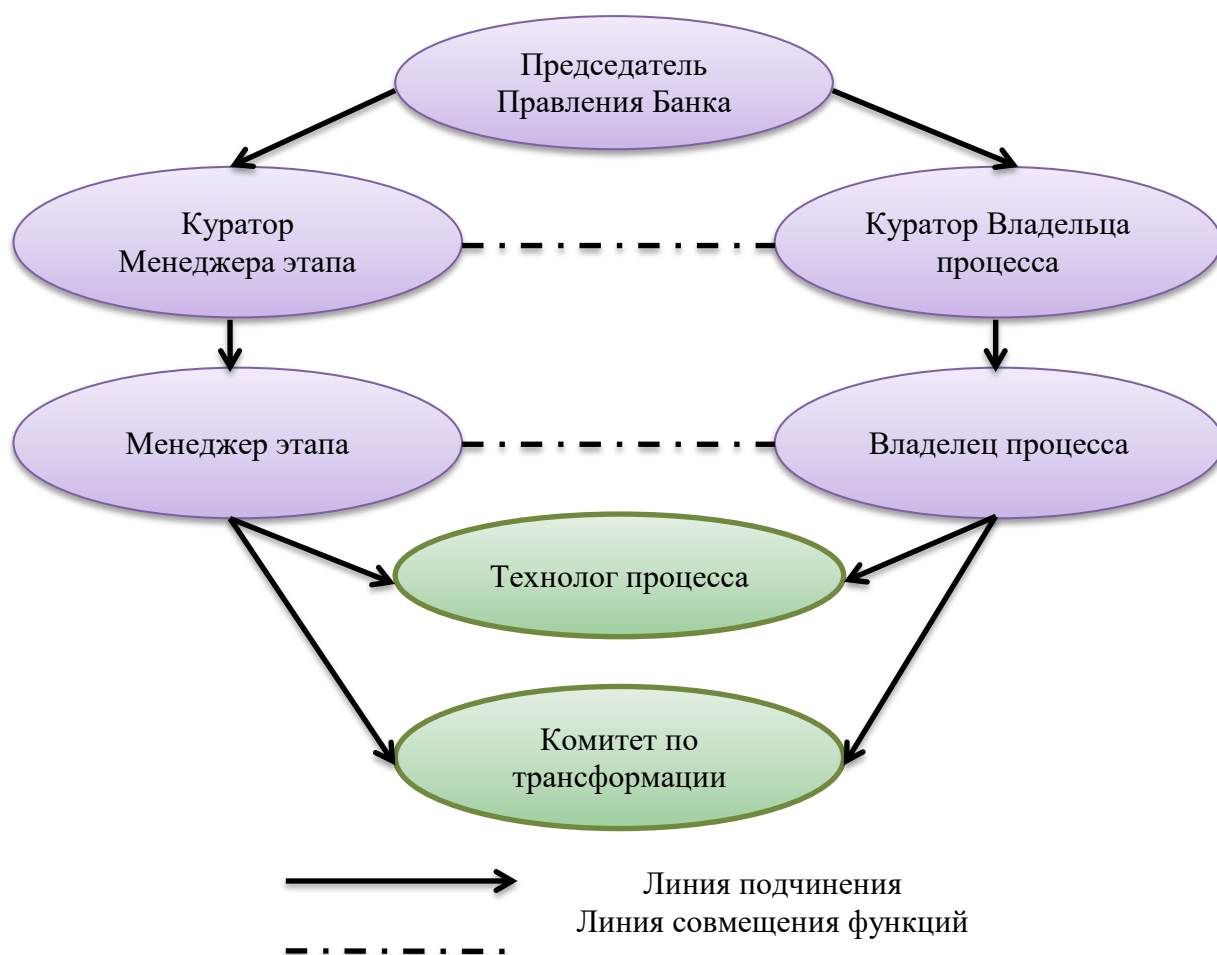 Председатель
Правления Банка
Куратор
Менеджера этапа
Куратор Владельца
процесса
Менеджер этапа
Владелец процесса
Технолог процесса
Комитет по
трансформации
Линия подчинения
Линия совмещения функций